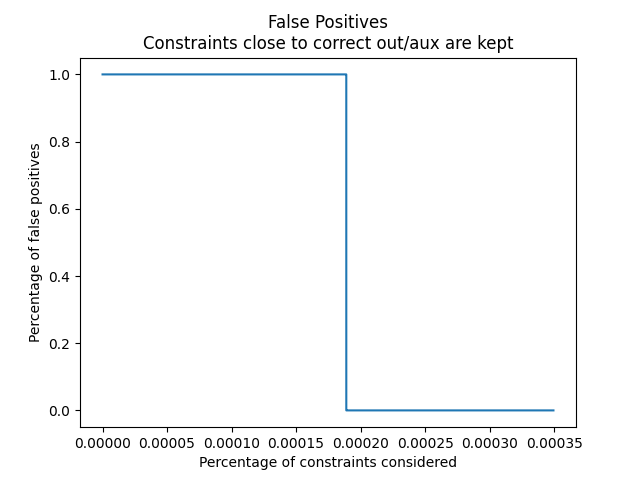 False Positives
Constraints close to correct out/aux are kept
Percentage of false positives
1.0
0.8
0.6
0.4
0.2
0.0
0.00000 0.00005 0.00010 0.00015 0.00020 0.00025 0.00030 0.00035
Percentage of constraints considered